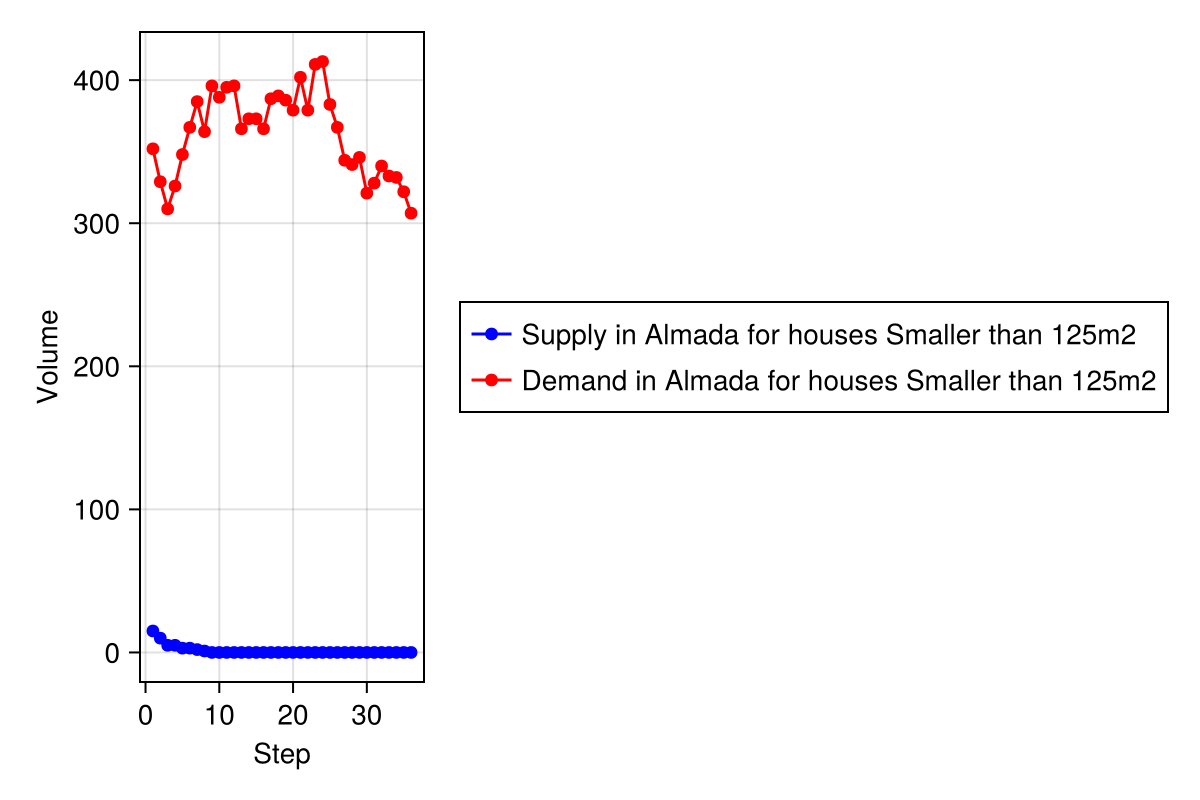 400
300
200
100
0
Volume
0 10 20 30
Step
Supply in Almada for houses Smaller than 125m2
Demand in Almada for houses Smaller than 125m2